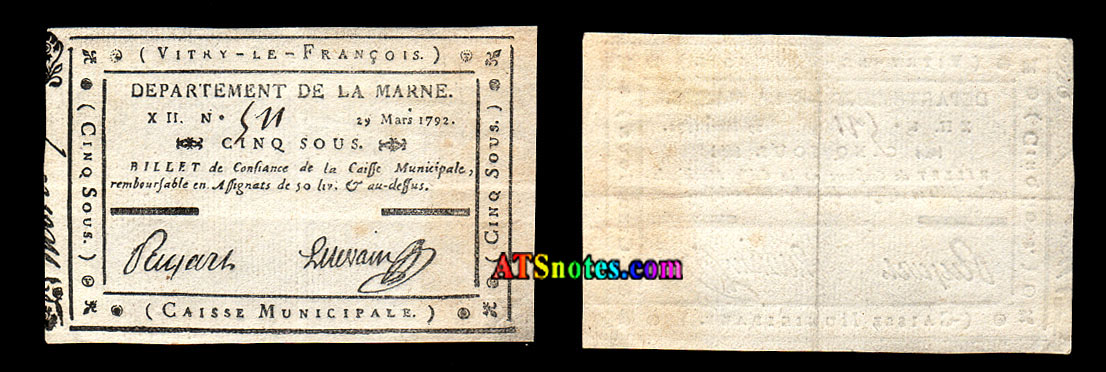 ( VITRY-LE-FRANÇOIS. )
DEPARTEMENT DE LA MARNE.
XII. N° 511 29 Mars 1792.
CINQ SOUS.
BILLET de Confiance de la Caiſſe Municipale,
rembourſable en Aſſignats de 50 liv. & au-deſſus.
( CINQ SOUS. )
( CINQ SOUS. )
( CAISSE MUNICIPALE. )
ATSnotes.com